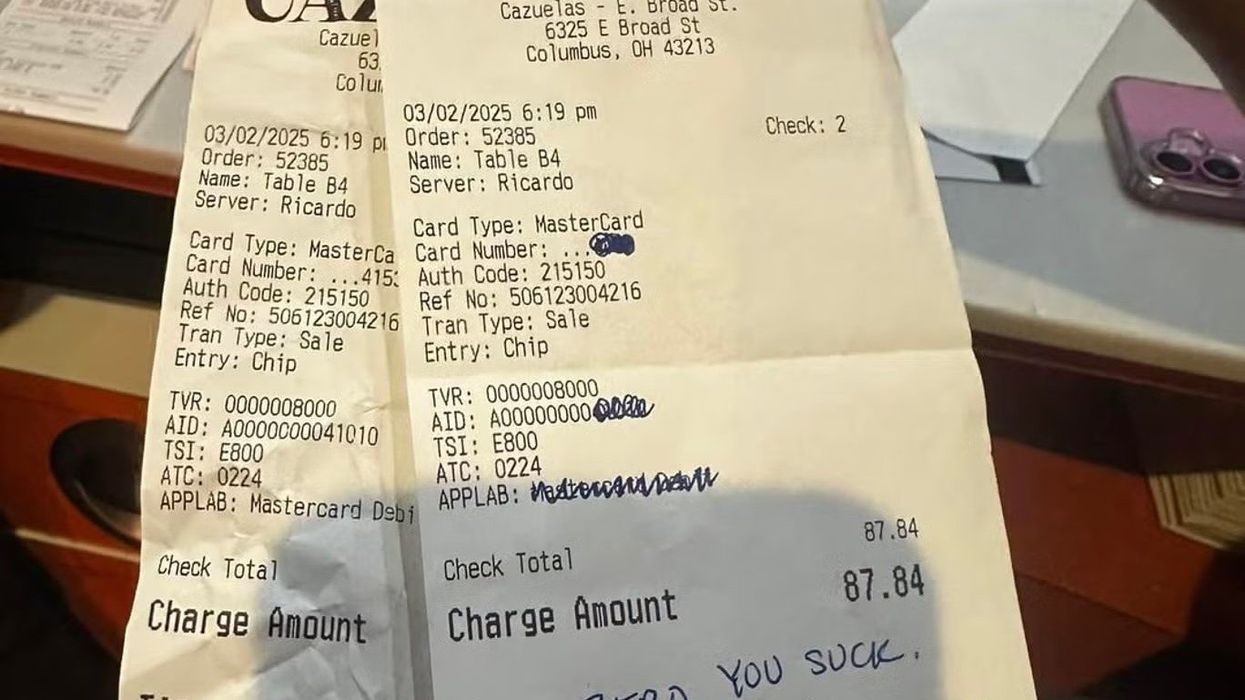 Cazuel
63
Colu
03/02/2025 6:19 p
Order: 52385
Name: Table B4
Server: Ricardo
Card Type: MasterCa
Card Number: ...415
Auth Code: 215150
Ref No: 506123004216
Tran Type: Sale
Entry: Chip
TVR: 0000008000
AID: A0000000041010
TSI: E800
ATC: 0224
APPLAB: Mastercard Debi
Check Total
Charge Amount
Cazuelas - E. Broad St.
6325 E Broad St
Columbus, OH 43213
03/02/2025 6:19 pm
Check: 2
Order: 52385
Name: Table B4
Server: Ricardo
Card Type: MasterCard
Card Number: ...
Auth Code: 215150
Ref No: 506123004216
Tran Type: Sale
Entry: Chip
TVR: 0000008000
AID: A00000000
TSI: E800
ATC: 0224
APPLAB:
Check Total 87.84
Charge Amount 87.84
YOU SUCK.